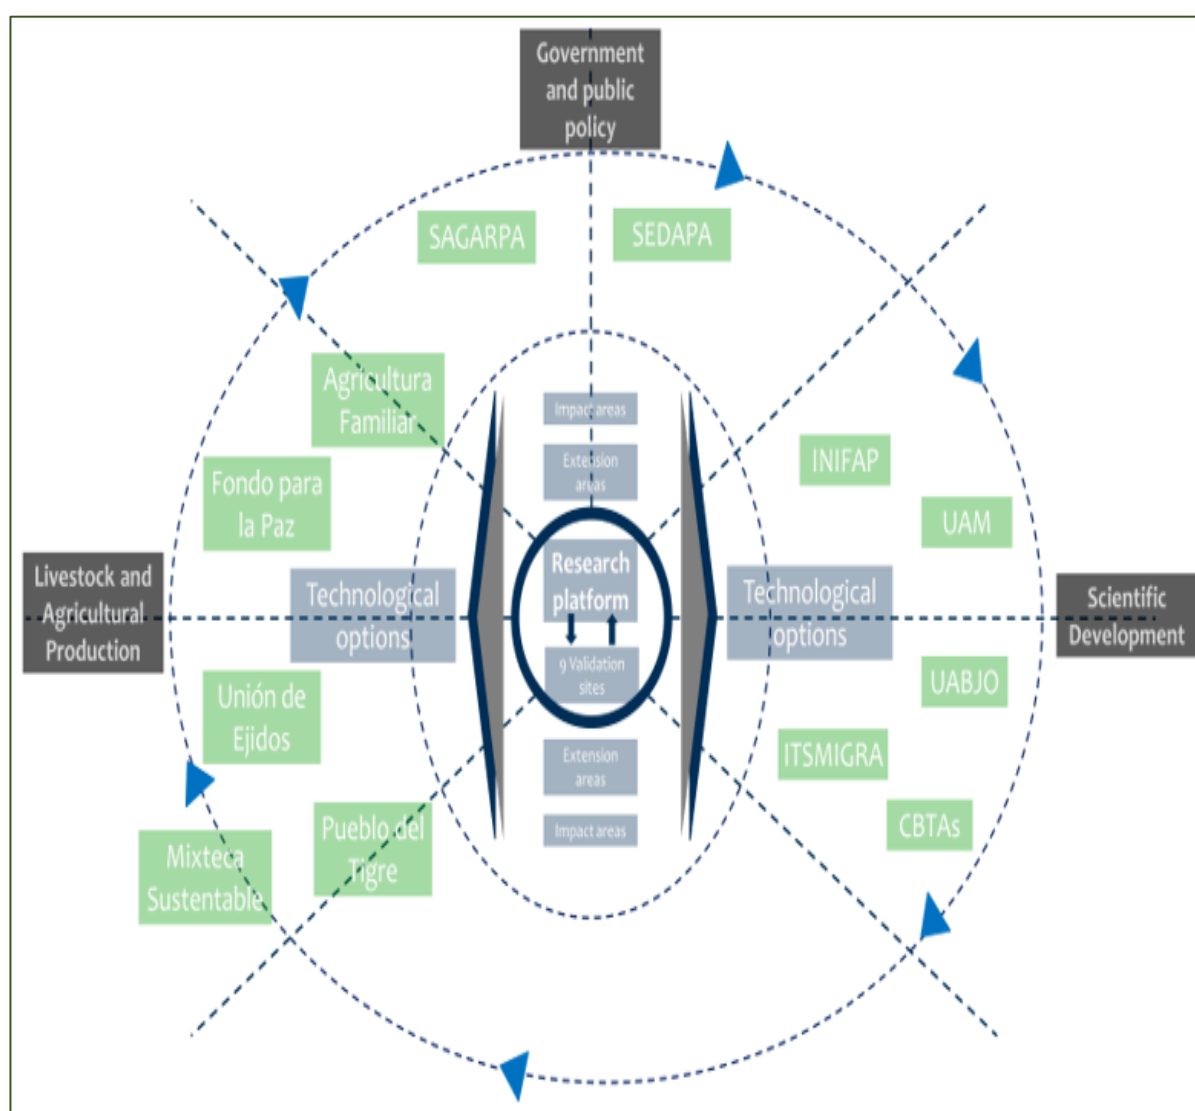 Government
and public
policy
SAGARPA
SEDAPA
Agricultura
Familiar
Impact areas
Extension
areas
INIFAP
Fondo para
la Paz
UAM
Livestock and
Agricultural
Production
Technological
options
Research
platform
9 Validation
sites
Technological
options
Scientific
Development
Unión de
Ejidos
UABJO
Extension
areas
ITSMIGRA
Impact areas
CBTAs
Pueblo del
Tigre
Mixteca
Sustentable